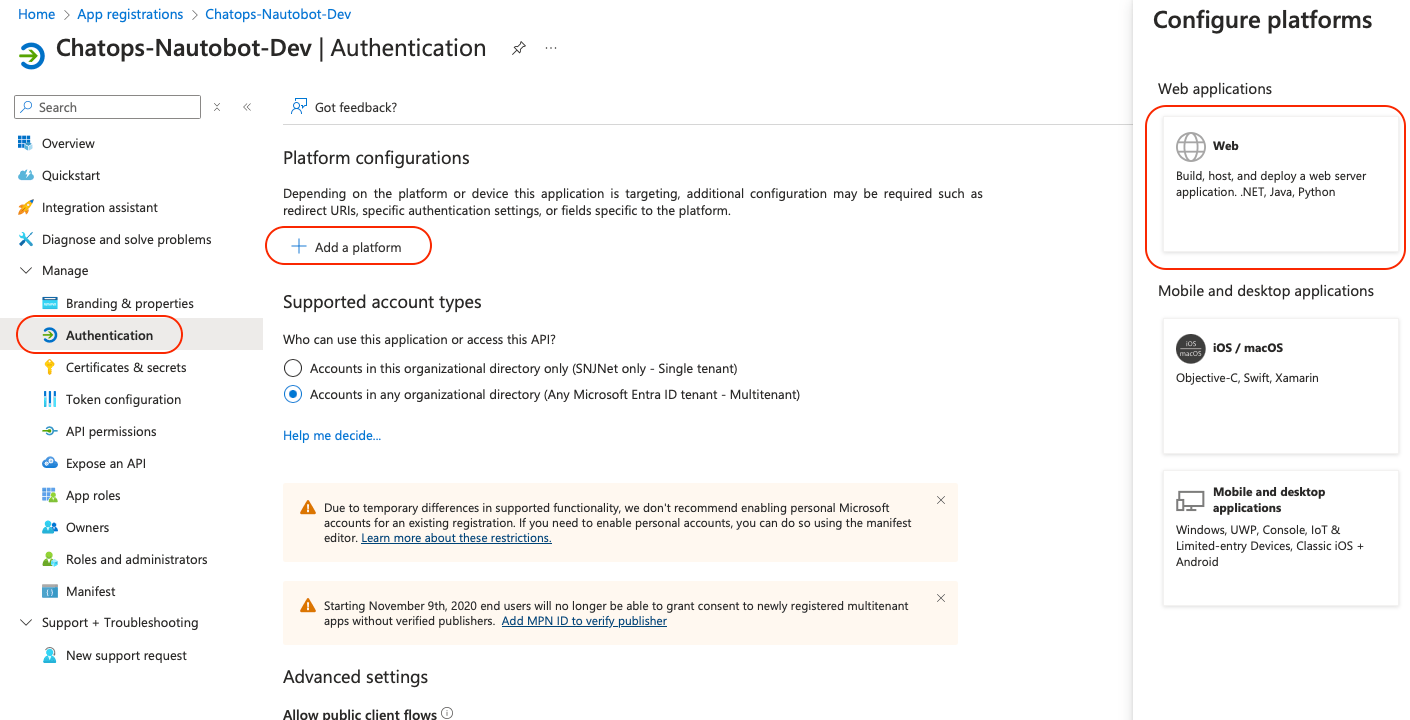 Home > App registrations > Chatops-Nautobot-Dev
Chatops-Nautobot-Dev | Authentication
Search
Overview
Quickstart
Integration assistant
Diagnose and solve problems
Manage
Branding & properties
Authentication
Certificates & secrets
Token configuration
API permissions
Expose an API
App roles
Owners
Roles and administrators
Manifest
Support + Troubleshooting
New support request
Got feedback?
Platform configurations
Depending on the platform or device this application is targeting, additional configuration may be required such as
redirect URIs, specific authentication settings, or fields specific to the platform.
Add a platform
Supported account types
Who can use this application or access this API?
Accounts in this organizational directory only (SNJNet only - Single tenant)
Accounts in any organizational directory (Any Microsoft Entra ID tenant - Multitenant)
Help me decide...
Due to temporary differences in supported functionality, we don't recommend enabling personal Microsoft
accounts for an existing registration. If you need to enable personal accounts, you can do so using the manifest
editor. Learn more about these restrictions.
Starting November 9th, 2020 end users will no longer be able to grant consent to newly registered multitenant
apps without verified publishers. Add MPN ID to verify publisher
Advanced settings
Allow public client flows
Configure platforms
Web applications
Web
Build, host, and deploy a web server
application. .NET, Java, Python
Mobile and desktop applications
iOS
macOS
iOS / macOS
Objective-C, Swift, Xamarin
Mobile and desktop
applications
Windows, UWP, Console, IoT &
Limited-entry Devices, Classic iOS +
Android